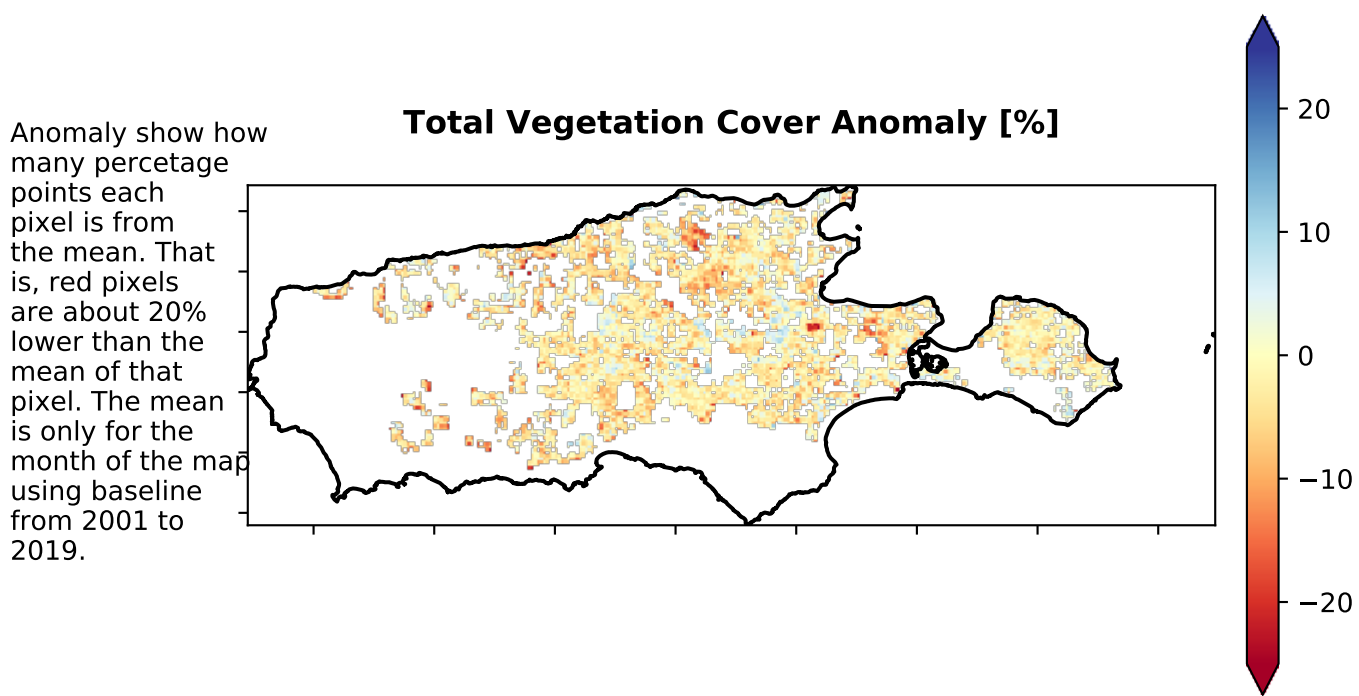 Total Vegetation Cover Anomaly [%]
Anomaly show how
many percetage
points each
pixel is from
the mean. That
is, red pixels
are about 20%
lower than the
mean of that
pixel. The mean
is only for the
month of the map
using baseline
from 2001 to
2019.
20
10
0
−10
−20